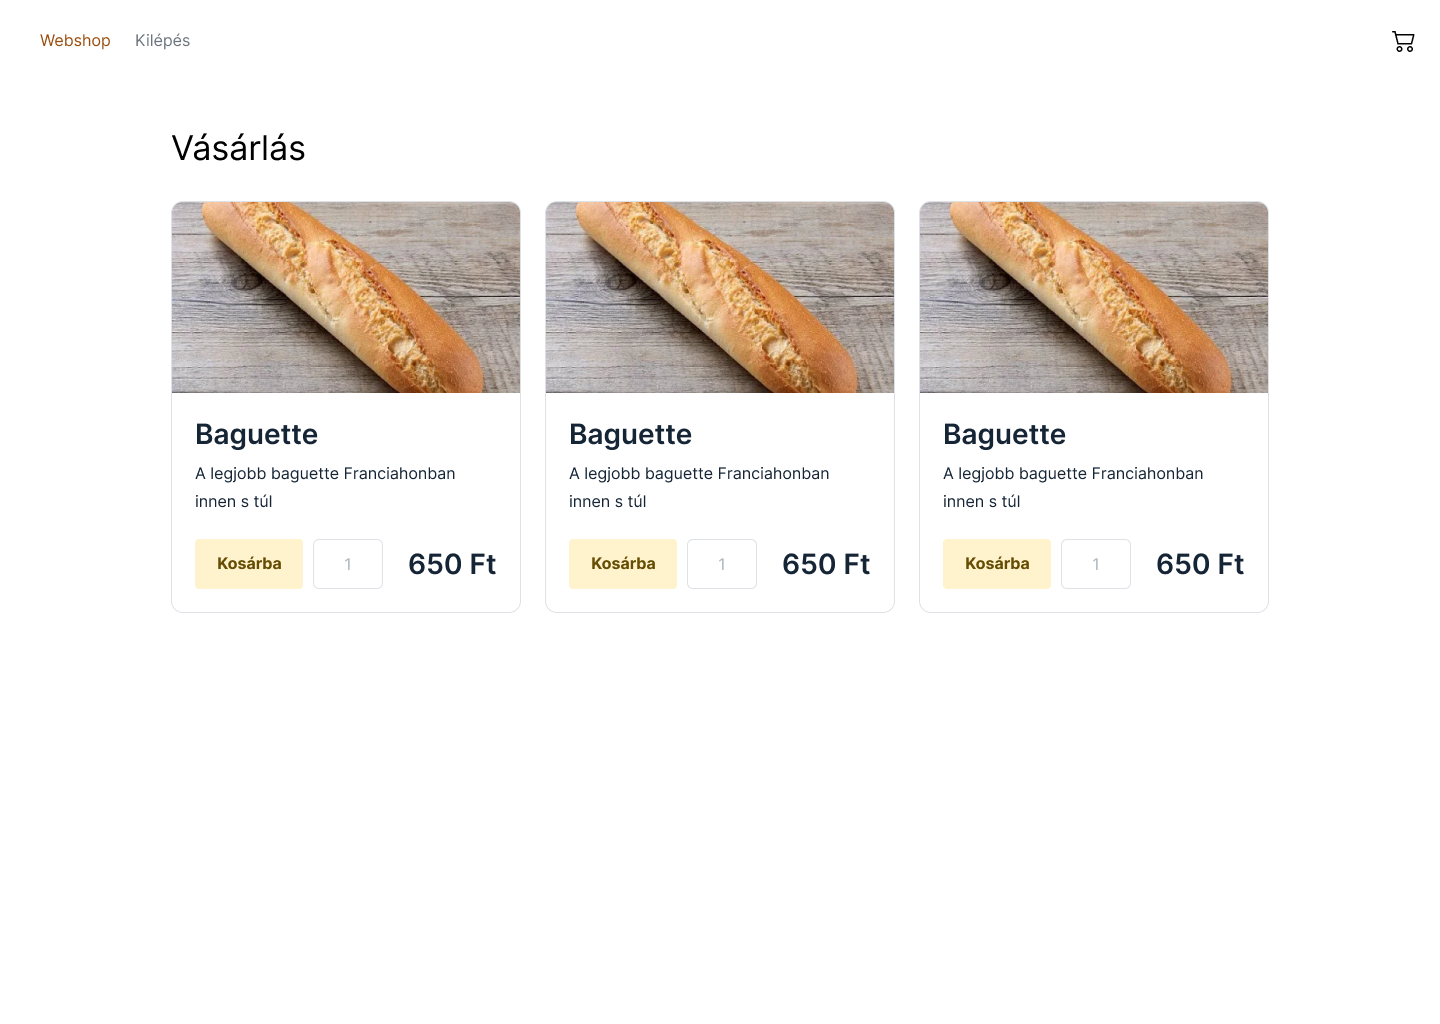 Webshop Kilépés
Vásárlás
Baguette
A legjobb baguette Franciahonban
innen s túl
Kosárba 1 650 Ft
Baguette
A legjobb baguette Franciahonban
innen s túl
Kosárba 1 650 Ft
Baguette
A legjobb baguette Franciahonban
innen s túl
Kosárba 1 650 Ft